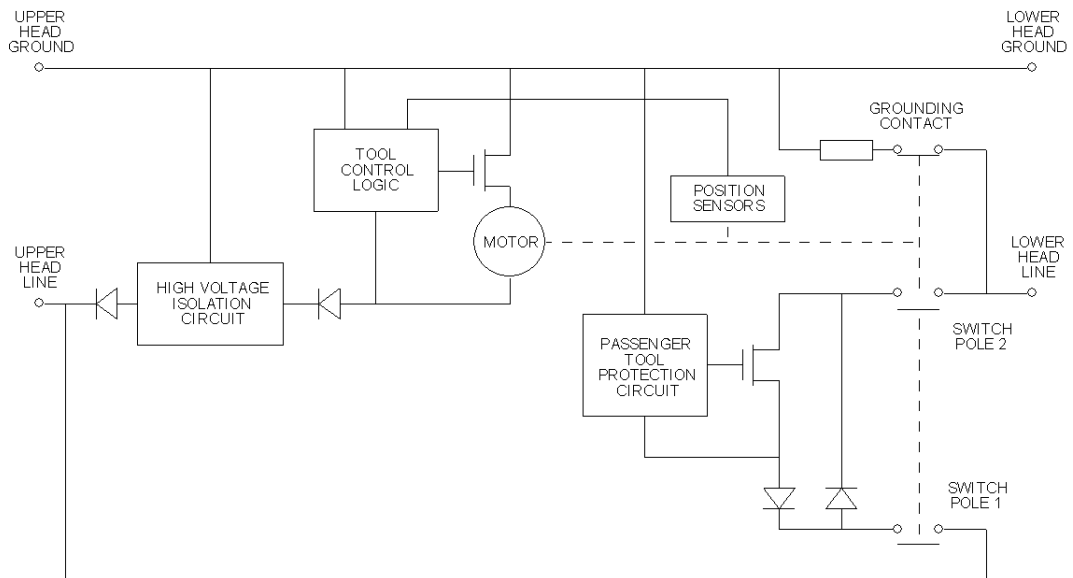 UPPER
HEAD
GROUND
LOWER
HEAD
GROUND
GROUNDING
CONTACT
TOOL
CONTROL
LOGIC
POSITION
SENSORS
MOTOR
UPPER
HEAD
LINE
HIGH VOLTAGE
ISOLATION
CIRCUIT
LOWER
HEAD
LINE
SWITCH
POLE 2
PASSENGER
TOOL
PROTECTION
CIRCUIT
SWITCH
POLE 1